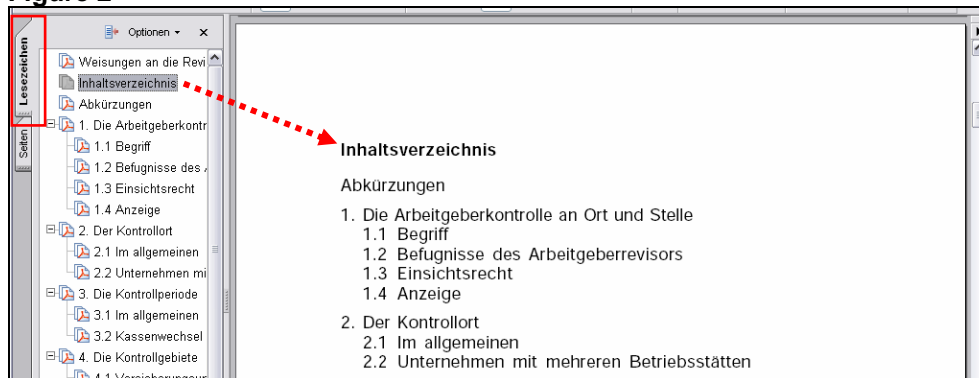 Figure 2
Lesezeichen
Seiten
Optionen
Weisungen an die Revi
Inhaltsverzeichnis
Abkürzungen
1. Die Arbeitgeberkontr
1.1 Begriff
1.2 Befugnisse des
1.3 Einsichtsrecht
1.4 Anzeige
2. Der Kontrollort
2.1 Im allgemeinen
2.2 Unternehmen mi
3. Die Kontrollperiode
3.1 Im allgemeinen
3.2 Kassenwechsel
4. Die Kontrollgebiete
Inhaltsverzeichnis
Abkürzungen
1. Die Arbeitgeberkontrolle an Ort und Stelle
1.1 Begriff
1.2 Befugnisse des Arbeitgeberrevisors
1.3 Einsichtsrecht
1.4 Anzeige
2. Der Kontrollort
2.1 Im allgemeinen
2.2 Unternehmen mit mehreren Betriebsstätten